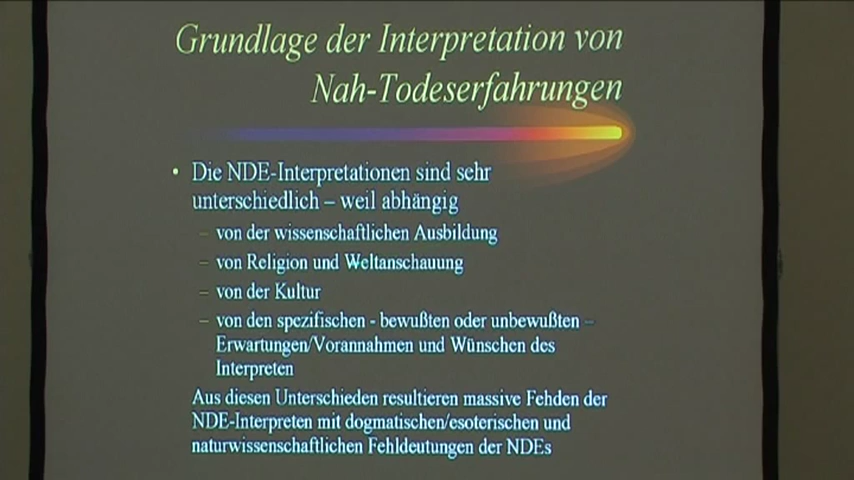 Grundlage der Interpretation von
Nah-Todeserfahrungen
• Die NDE-Interpretationen sind sehr
unterschiedlich – weil abhängig
– von der wissenschaftlichen Ausbildung
– von Religion und Weltanschauung
– von der Kultur
– von den spezifischen - bewußten oder unbewußten –
Erwartungen/Vorannahmen und Wünschen des
Interpreten
Aus diesen Unterschieden resultieren massive Fehden der
NDE-Interpreten mit dogmatischen/esoterischen und
naturwissenschaftlichen Fehldeutungen der NDEs